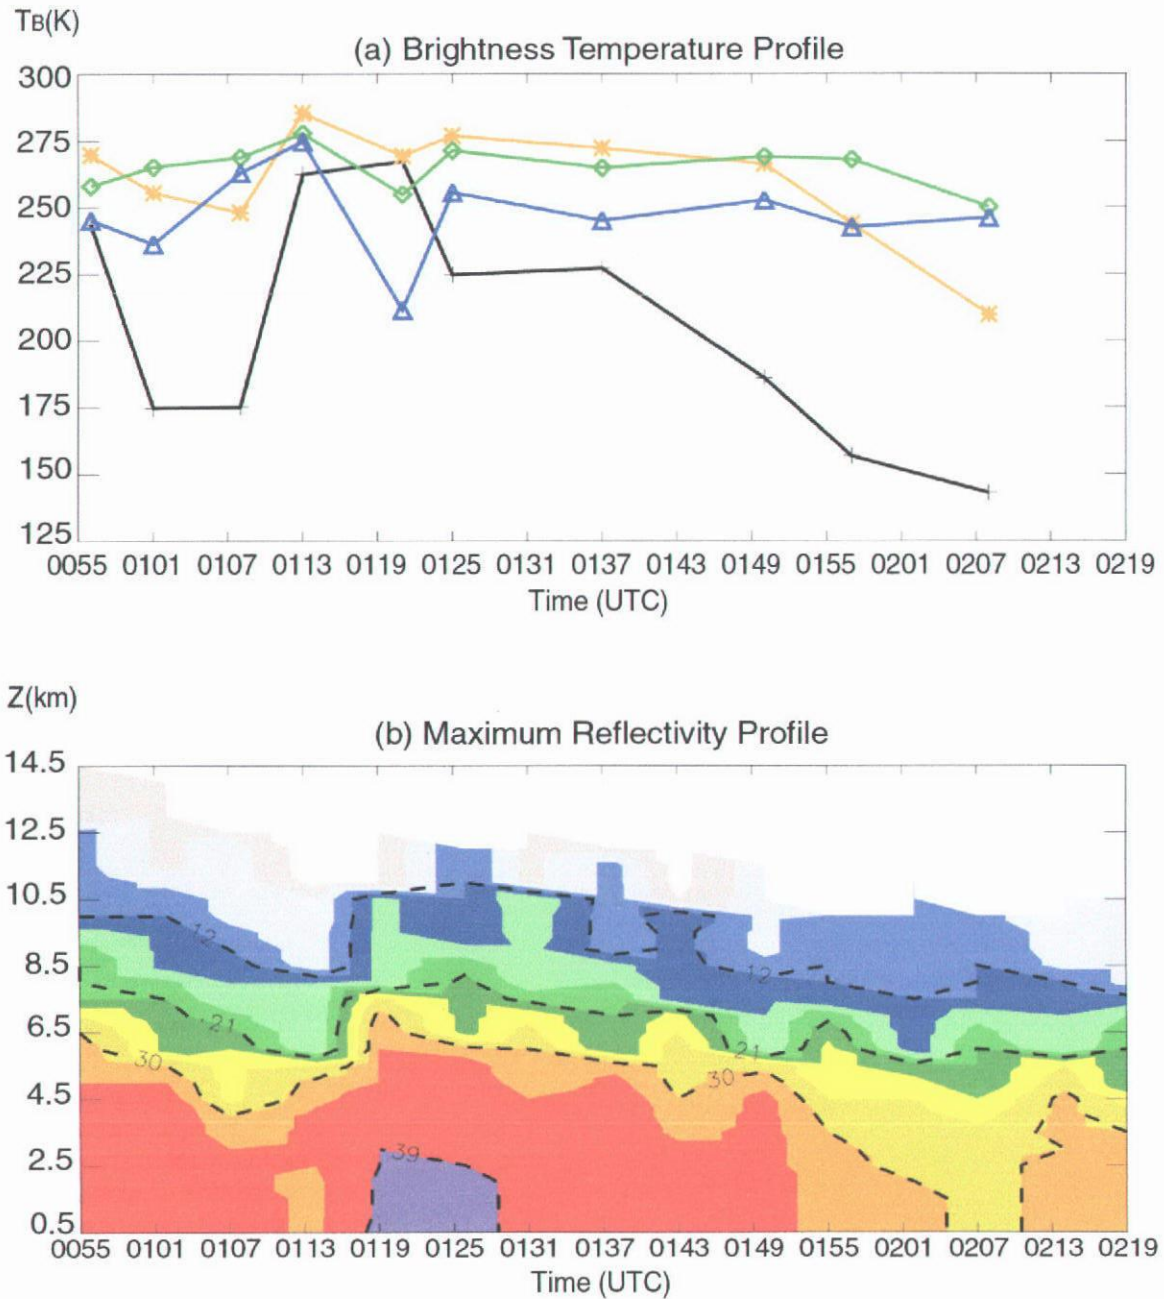 TB(K)
(a) Brightness Temperature Profile
300
275
250
225
200
175
150
125
0055 0101 0107 0113 0119 0125 0131 0137 0143 0149 0155 0201 0207 0213 0219
Time (UTC)
Z(km)
(b) Maximum Reflectivity Profile
14.5
12.5
10.5
12
8.5
12
21
6.5
21
30
30
4.5
39
2.5
0.5
0055 0101 0107 0113 0119 0125 0131 0137 0143 0149 0155 0201 0207 0213 0219
Time (UTC)